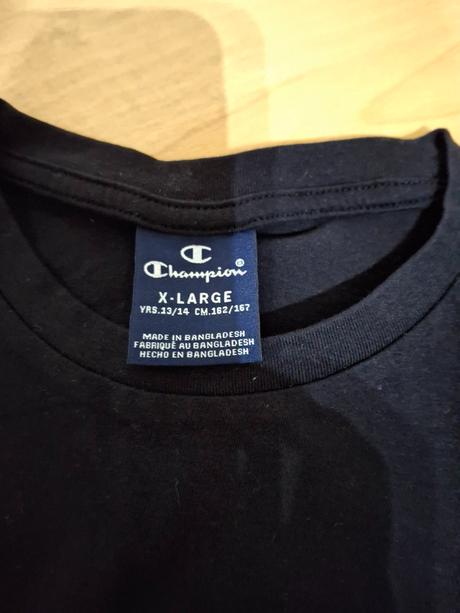 Champion
X-LARGE
YRS.13/14 CM.162/167
MADE IN BANGLADESH
FABRIQUÉ AU BANGLADESH
HECHO EN BANGLADESH